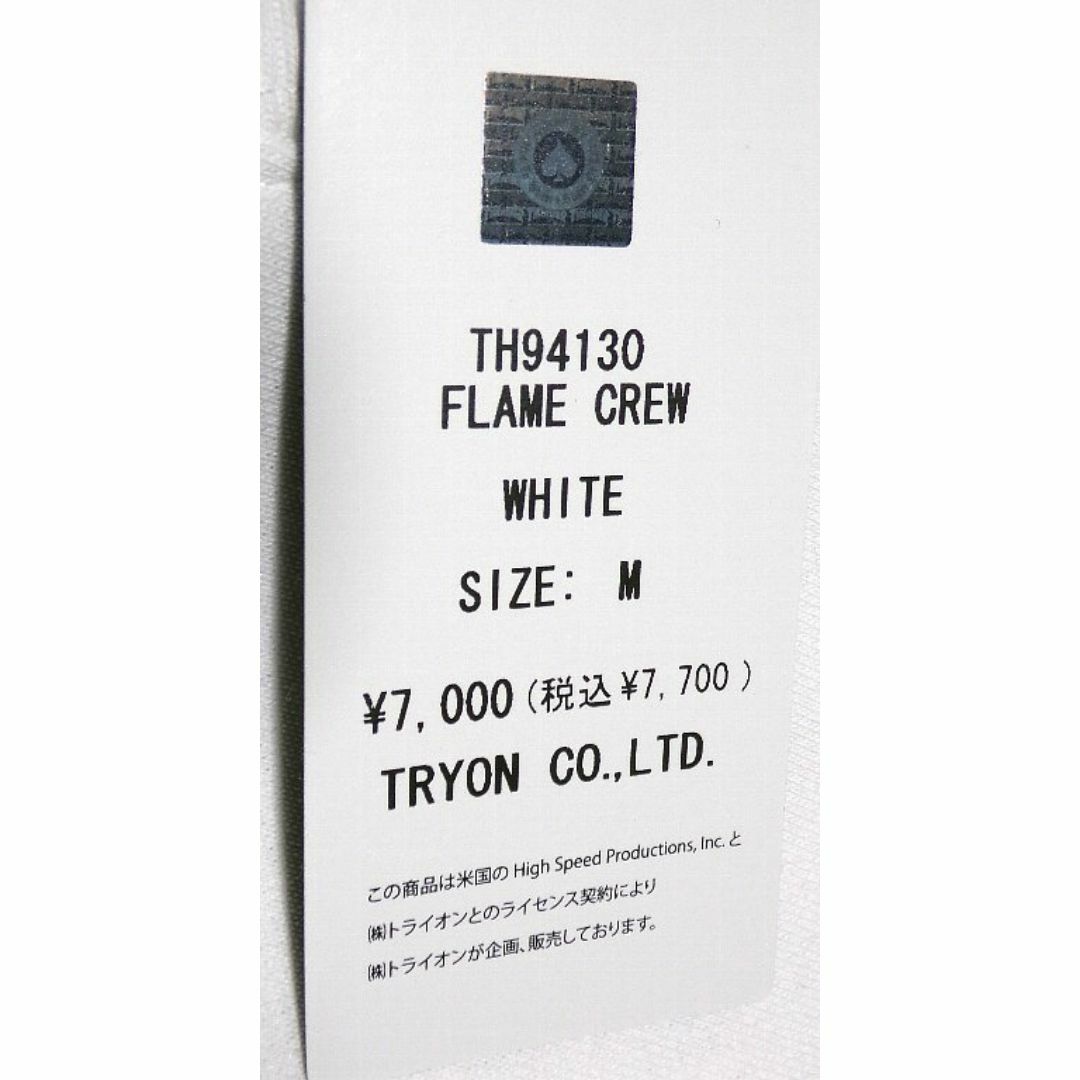 TH94130
FLAME CREW
WHITE
SIZE: M
¥7,000(税込¥7,700)
TRYON CO.,LTD.
この商品は米国の High Speed Productions, Inc. と
㈱トライオンとのライセンス契約により
㈱トライオンが企画、販売しております。